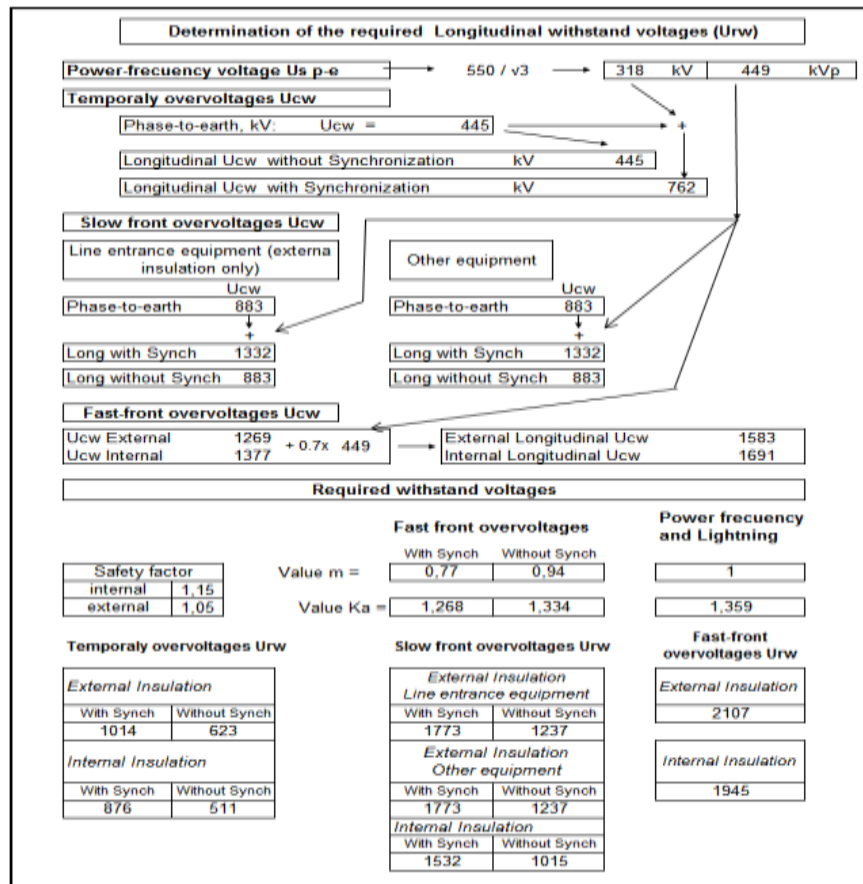 Determination of the required Longitudinal withstand voltages (Urw)
Power-frecuency voltage Us p-e 550 / √3 318 kV 449 kVp
Temporaly overvoltages Ucw
Phase-to-earth, kV: Ucw = 445 +
Longitudinal Ucw without Synchronization kV 445
Longitudinal Ucw with Synchronization kV 762
Slow front overvoltages Ucw
Line entrance equipment (externa
insulation only)
Other equipment
Ucw Ucw
Phase-to-earth 883 Phase-to-earth 883
+ +
Long with Synch 1332 Long with Synch 1332
Long without Synch 883 Long without Synch 883
Fast-front overvoltages Ucw
Ucw External 1269 + 0.7x 449 External Longitudinal Ucw 1583
Ucw Internal 1377 Internal Longitudinal Ucw 1691
Required withstand voltages
Fast front overvoltages Power frecuency
and Lightning
With Synch Without Synch
Safety factor Value m = 0,77 0,94 1
internal 1,15
external 1,05 Value Ka = 1,268 1,334 1,359
Temporaly overvoltages Urw Slow front overvoltages Urw Fast-front
overvoltages Urw
External Insulation
With Synch Without Synch
1014 623
Internal Insulation
With Synch Without Synch
876 511
External Insulation
Line entrance equipment
With Synch Without Synch
1773 1237
External Insulation
Other equipment
With Synch Without Synch
1773 1237
Internal Insulation
With Synch Without Synch
1532 1015
External Insulation
2107
Internal Insulation
1945